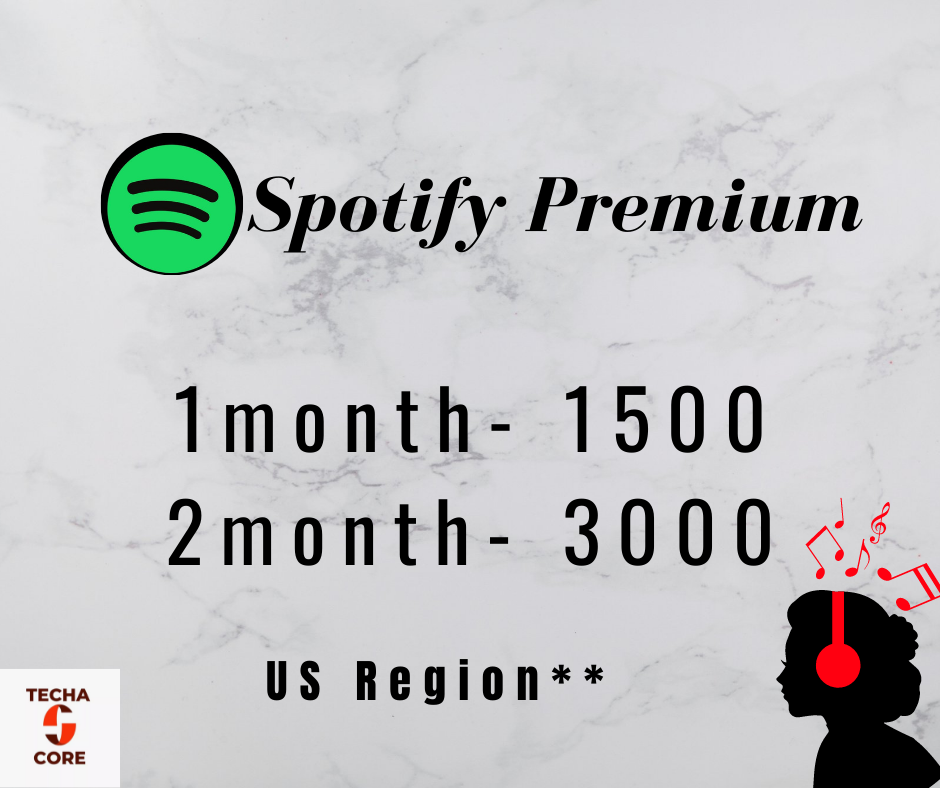 Spotify Premium
1month- 1500
2month- 3000
US Region**
TECHA
CORE